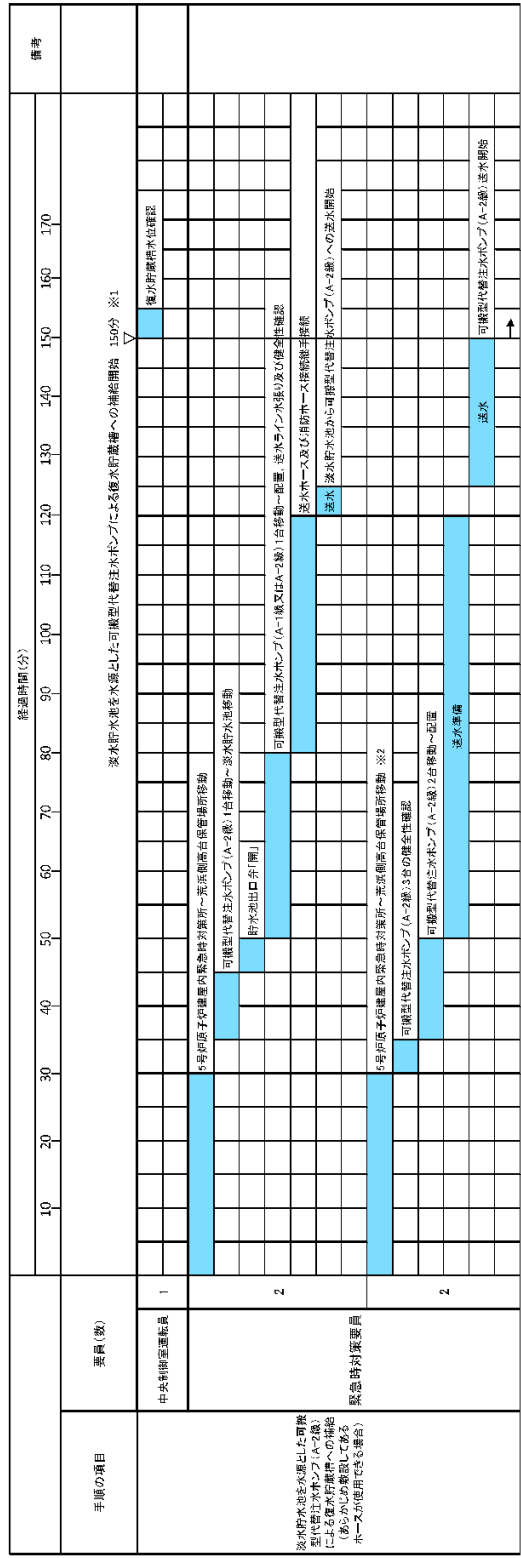 手順の項目
要員(数)
経過時間(分)
備考
10
20
30
40
50
60
70
80
90
100
110
120
130
140
150
160
170
淡水貯水池を水源とした可搬型代替注水ポンプによる復水貯蔵槽への補給開始 150分 ※1
淡水貯水池を水源とした可搬
型代替注水ポンプ(A-2級)
による復水貯蔵槽への補給
(あらかじめ敷設してある
ホースが使用できる場合)
中央制御室運転員
1
復水貯蔵槽水位確認
緊急時対策要員
2
5号炉原子炉建屋内緊急時対策所~荒浜側高台保管場所移動
可搬型代替注水ポンプ(A-2級)1台移動~淡水貯水池移動
貯水池出口弁「開」
可搬型代替注水ポンプ(A-1級又はA-2級)1台移動~配置,送水ライン水張り及び健全性確認
送水ホース及び消防ホース接続継手接続
送水
淡水貯水池から可搬型代替注水ポンプ(A-2級)への送水開始
2
5号炉原子炉建屋内緊急時対策所~荒浜側高台保管場所移動 ※2
可搬型代替注水ポンプ(A-2級)3台の健全性確認
可搬型代替注水ポンプ(A-2級)2台移動~配置
送水準備
送水
可搬型代替注水ポンプ(A-2級)送水開始